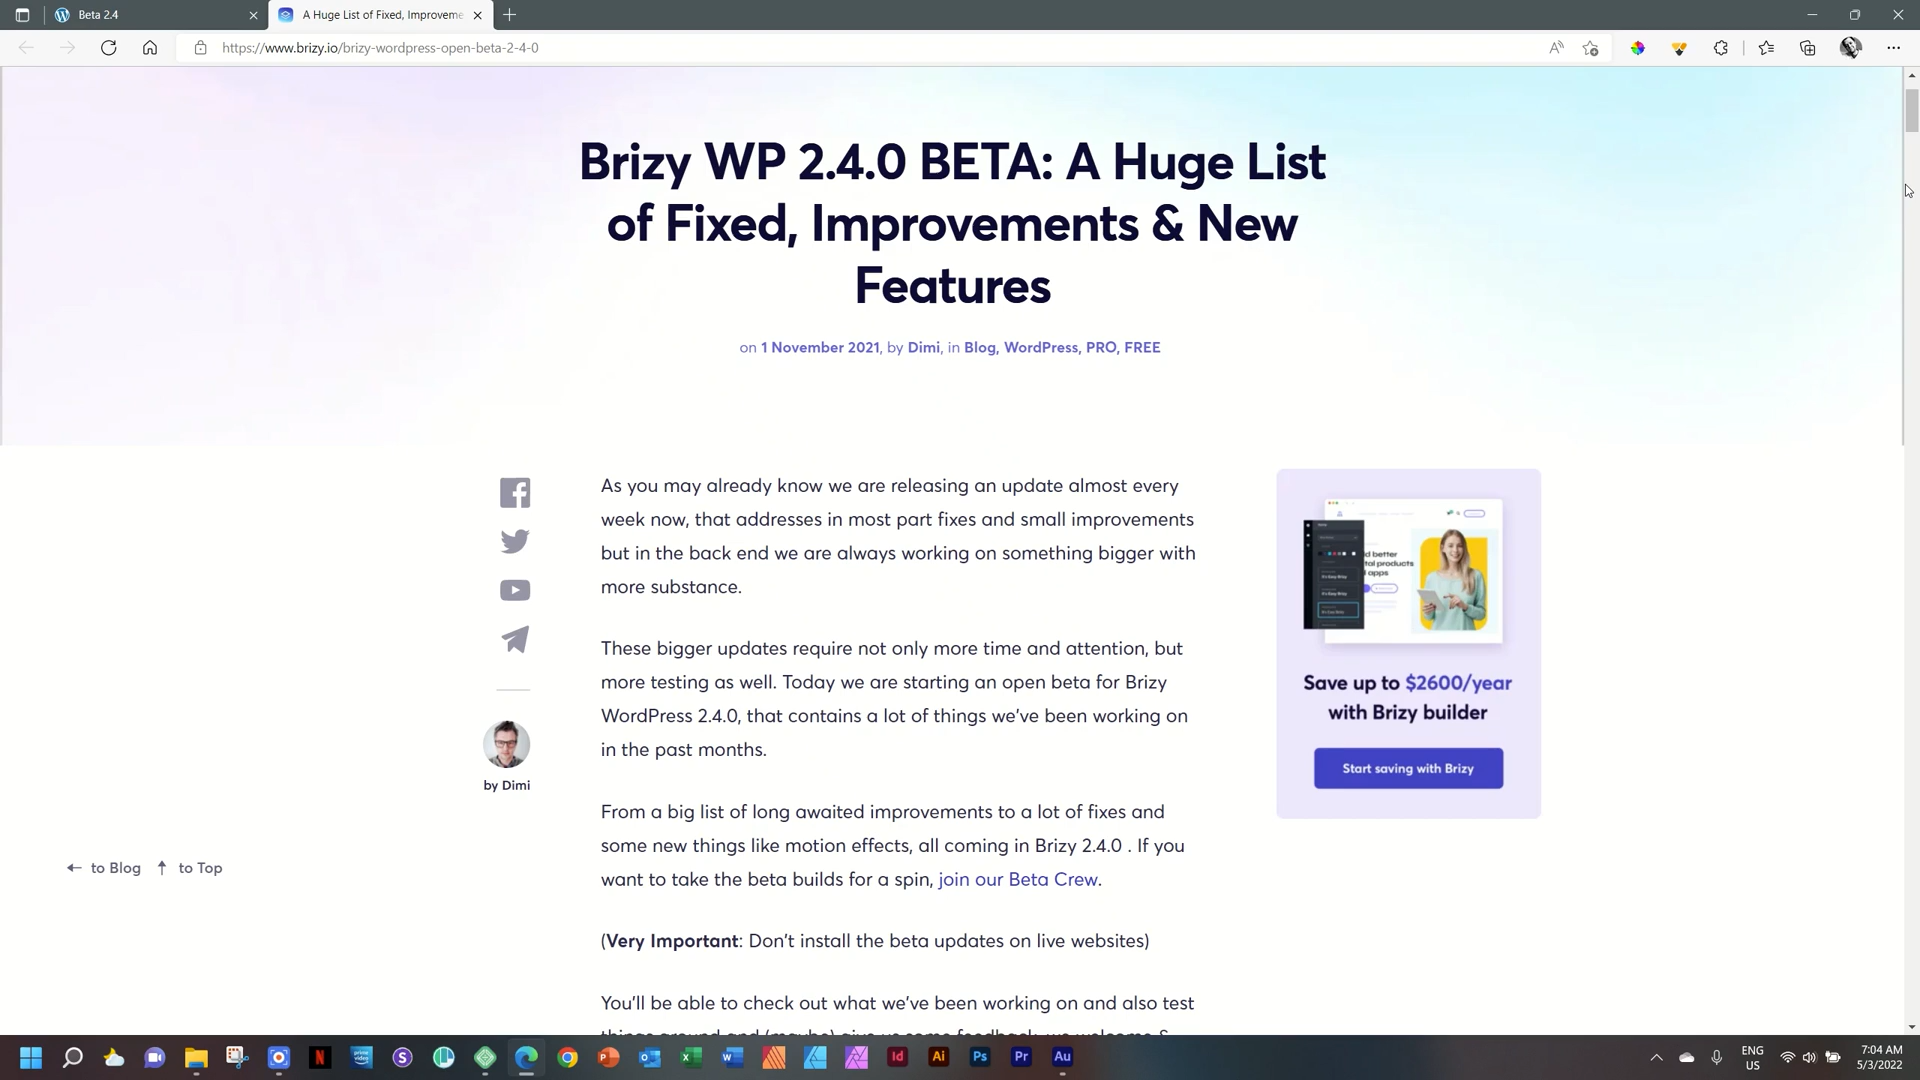 Beta 2.4
A Huge List of Fixed, Improveme
https://www.brizy.io/brizy-wordpress-open-beta-2-4-0
Brizy WP 2.4.0 BETA: A Huge List
of Fixed, Improvements & New
Features
on 1 November 2021, by Dimi, in Blog, WordPress, PRO, FREE
As you may already know we are releasing an update almost every
week now, that addresses in most part fixes and small improvements
but in the back end we are always working on something bigger with
more substance.
These bigger updates require not only more time and attention, but
more testing as well. Today we are starting an open beta for Brizy
WordPress 2.4.0, that contains a lot of things we've been working on
in the past months.
by Dimi
From a big list of long awaited improvements to a lot of fixes and
some new things like motion effects, all coming in Brizy 2.4.0 . If you
want to take the beta builds for a spin, join our Beta Crew.
(Very Important: Don't install the beta updates on live websites)
You'll be able to check out what we've been working on and also test
Save up to $2600/year
with Brizy builder
Start saving with Brizy
← to Blog ↑ to Top
ENG
US
7:04 AM
5/3/2022